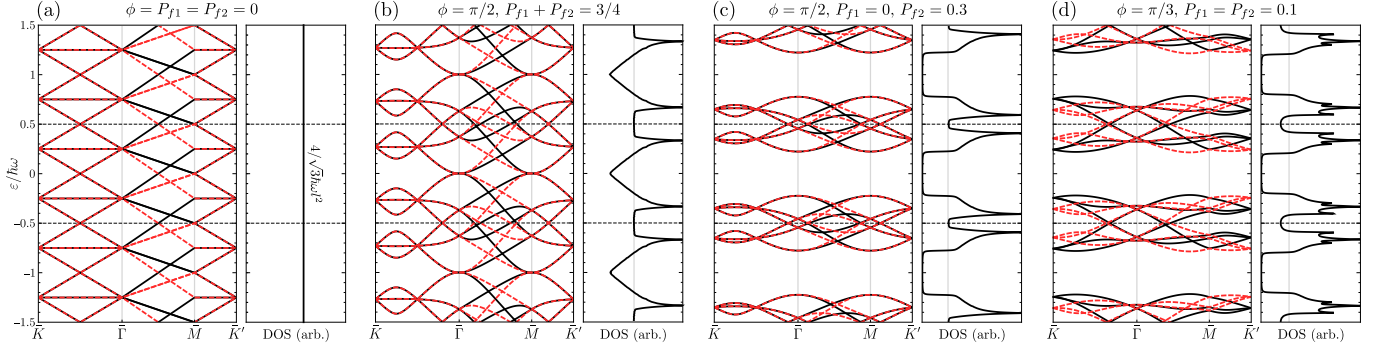 (a) ϕ = P_{f1} = P_{f2} = 0
(b) ϕ = π/2, P_{f1} + P_{f2} = 3/4
(c) ϕ = π/2, P_{f1} = 0, P_{f2} = 0.3
(d) ϕ = π/3, P_{f1} = P_{f2} = 0.1
ε/ℏω
1.5
1
0.5
0
−0.5
−1
−1.5
4/√3ℏωl²
K̄ Γ̄ M̄ K̄′ DOS (arb.)
K̄ Γ̄ M̄ K̄′ DOS (arb.)
K̄ Γ̄ M̄ K̄′ DOS (arb.)
K̄ Γ̄ M̄ K̄′ DOS (arb.)